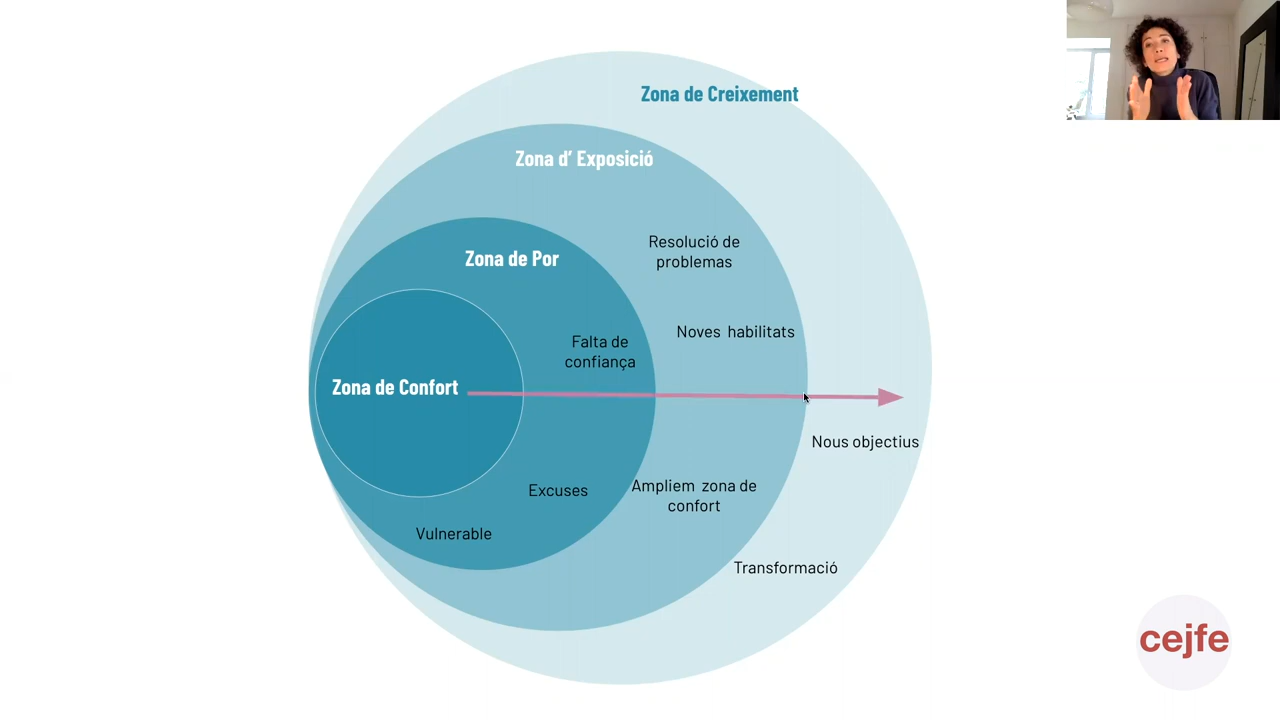 Zona de Creixement
Zona d’ Exposició
Resolució de
problemas
Zona de Por
Noves habilitats
Falta de
confiança
Zona de Confort
Nous objectius
Ampliem zona de
confort
Excuses
Vulnerable
Transformació
cejfe